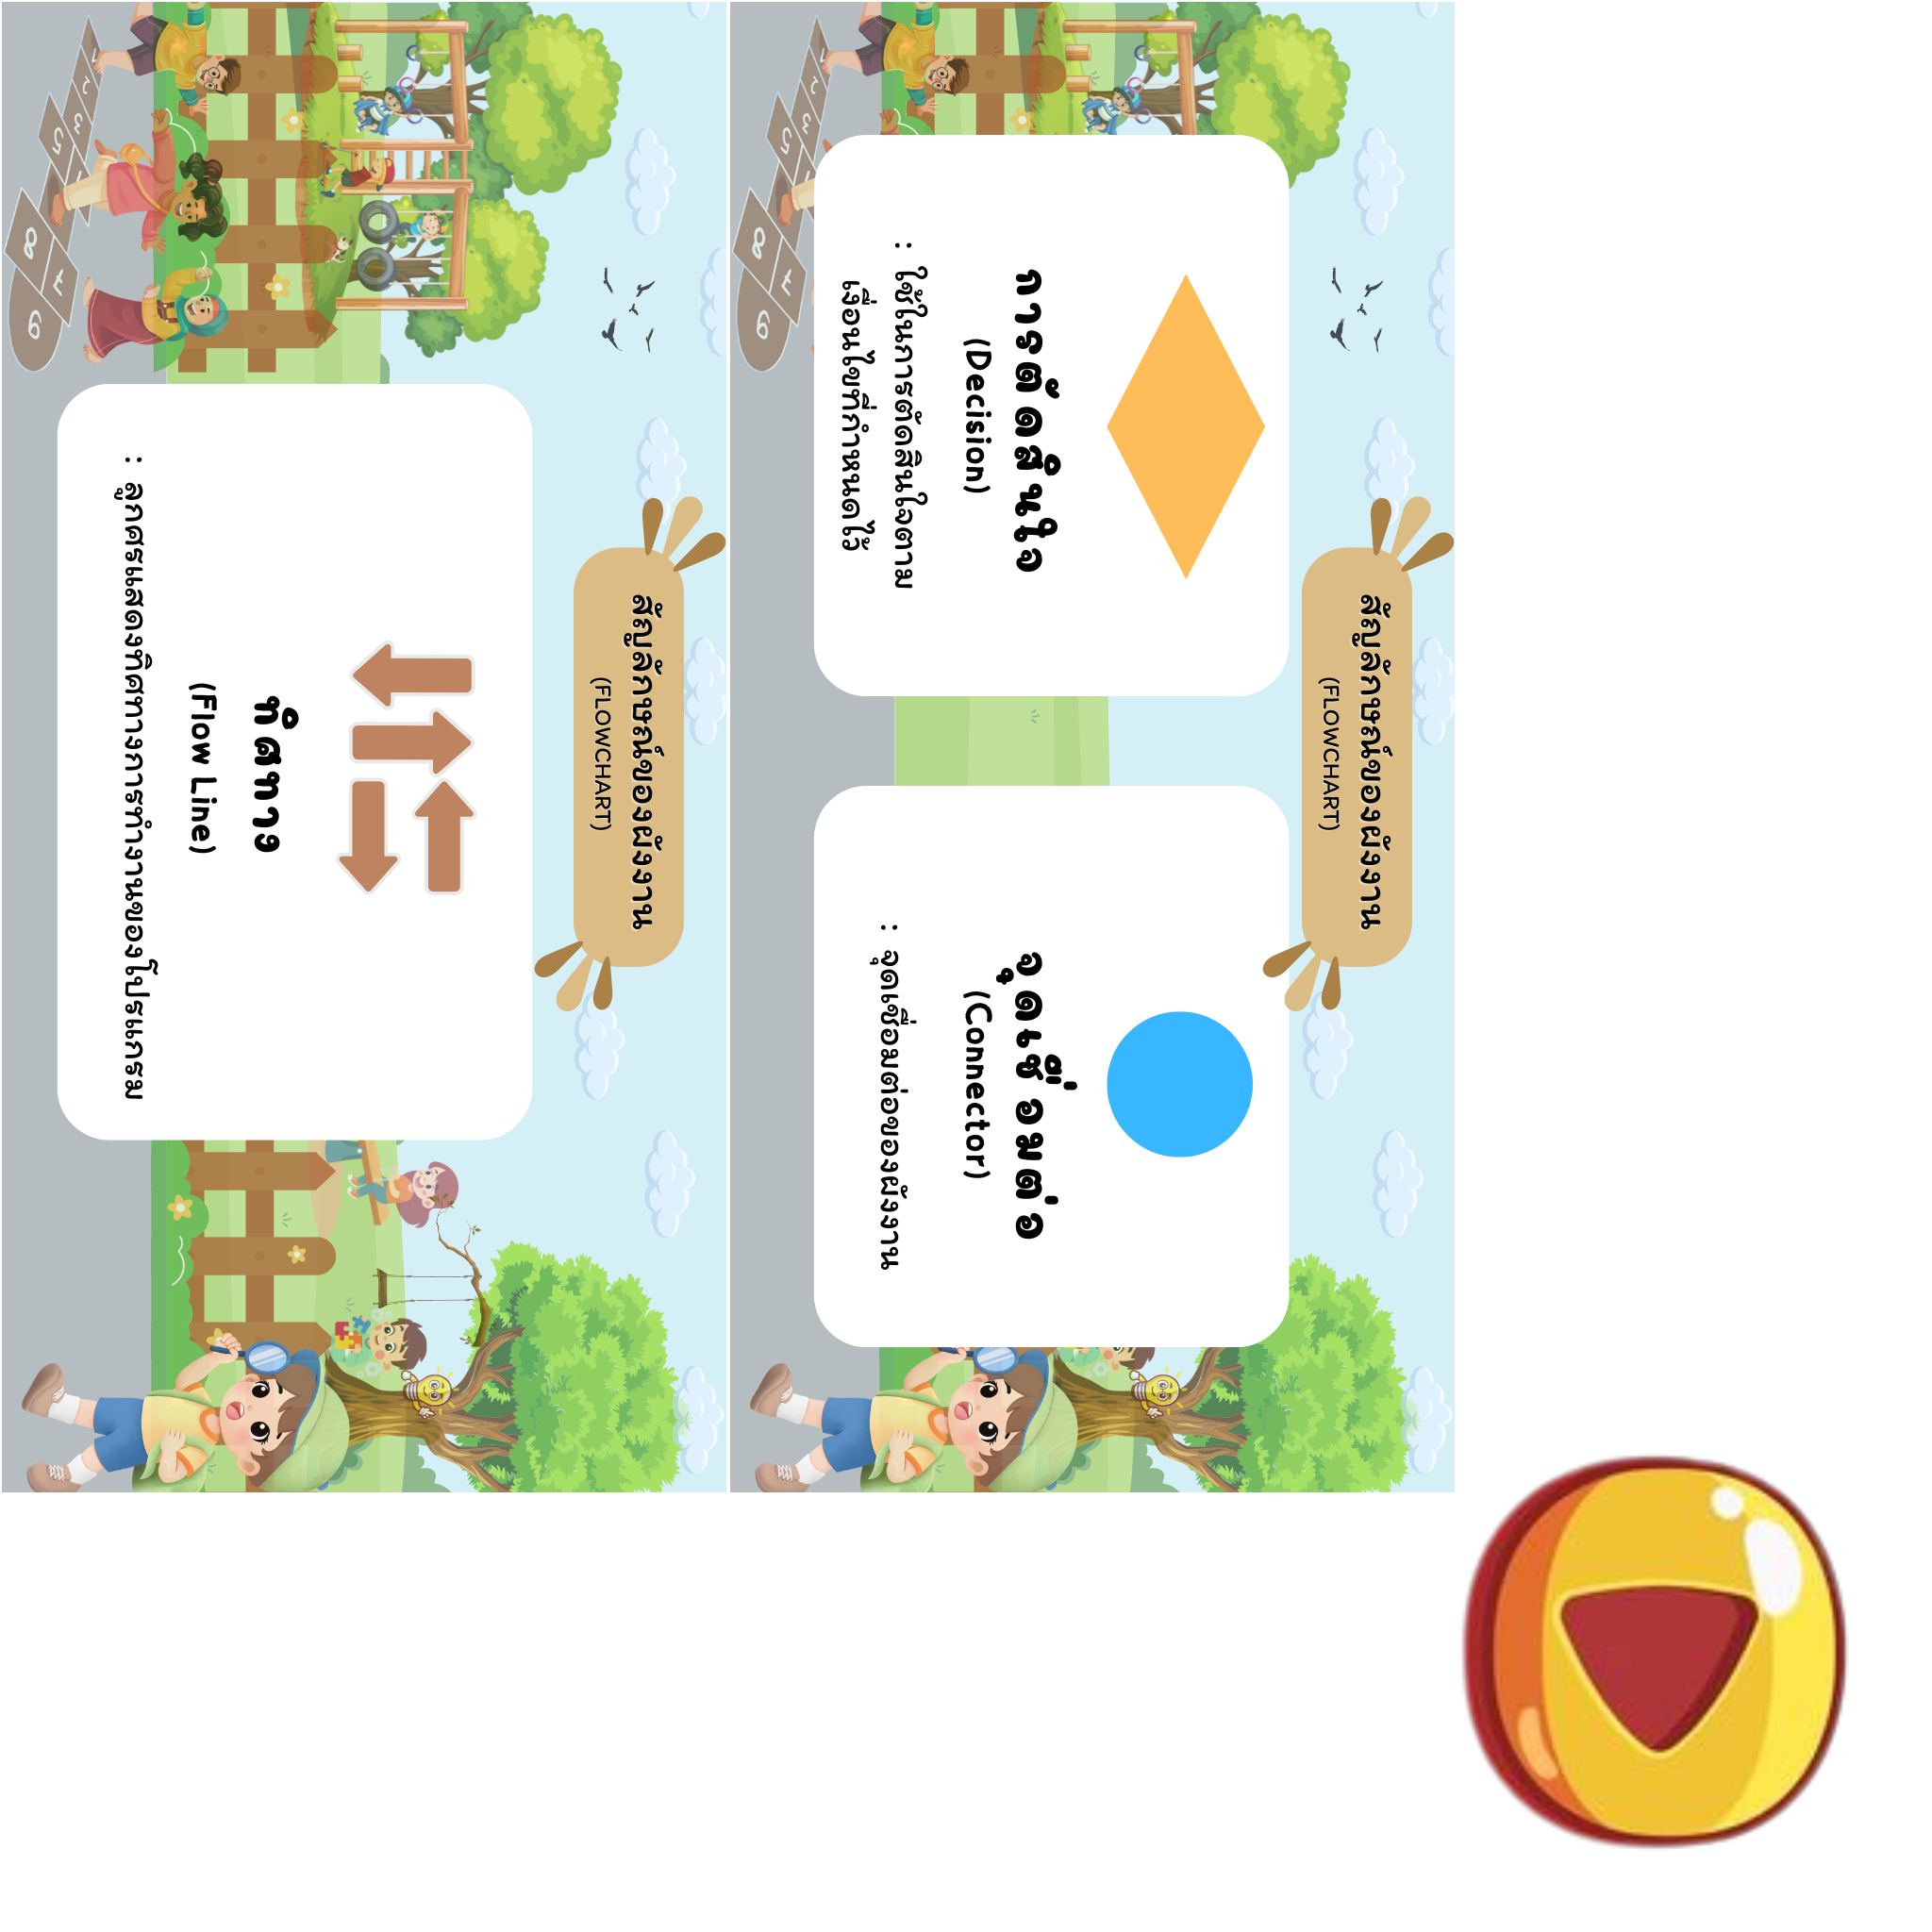 สัญลักษณ์ของผังงาน
(FLOWCHART)
การตัดสินใจ
(Decision)
: ใช้ในการตัดสินใจตาม
เงื่อนไขที่กำหนดไว้
จุดเชื่อมต่อ
(Connector)
: จุดเชื่อมต่อของผังงาน
สัญลักษณ์ของผังงาน
(FLOWCHART)
ทิศทาง
(Flow Line)
: ลูกศรแสดงทิศทางการทำงานของโปรแกรม